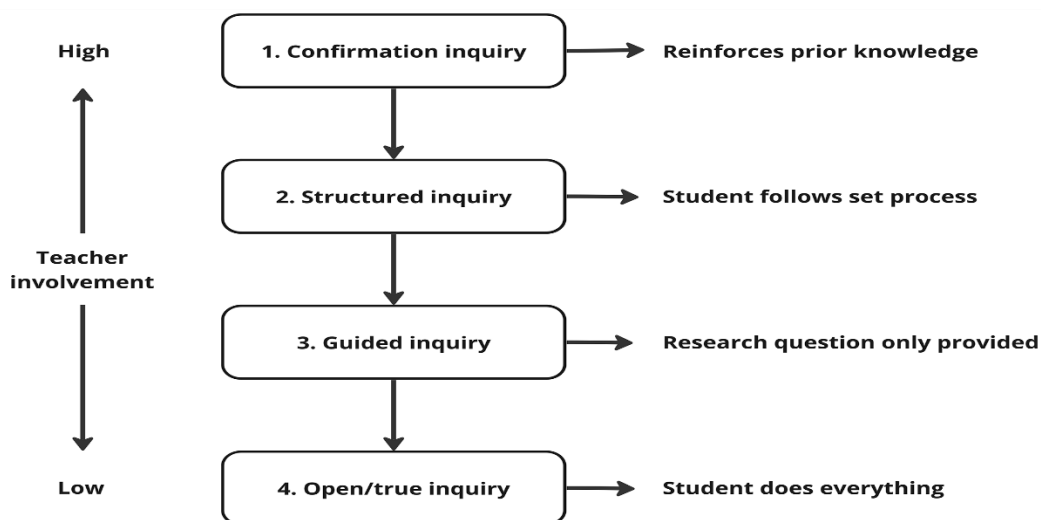 High
1. Confirmation inquiry
Reinforces prior knowledge
2. Structured inquiry
Student follows set process
Teacher
involvement
3. Guided inquiry
Research question only provided
Low
4. Open/true inquiry
Student does everything